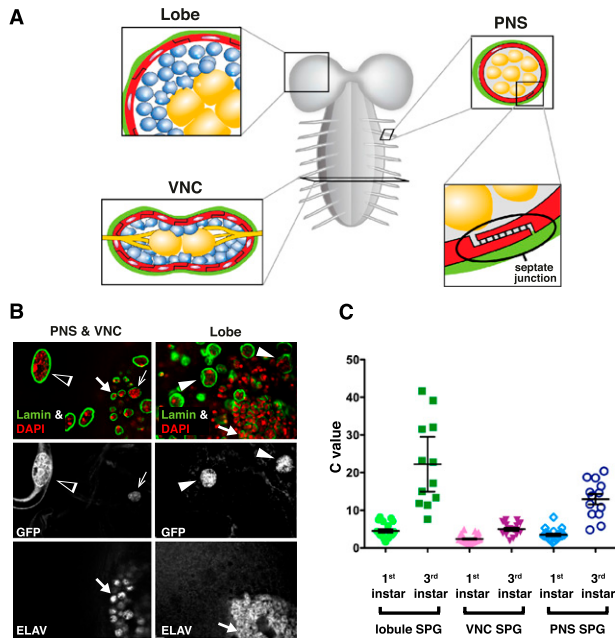 A
Lobe
PNS
VNC
septate
junction
B
PNS & VNC
Lobe
Lamin &
DAPI
Lamin &
DAPI
GFP
GFP
ELAV
ELAV
C
C value
50
40
30
20
10
0
1st 3rd 1st 3rd 1st 3rd
instar instar instar instar instar instar
lobule SPG VNC SPG PNS SPG